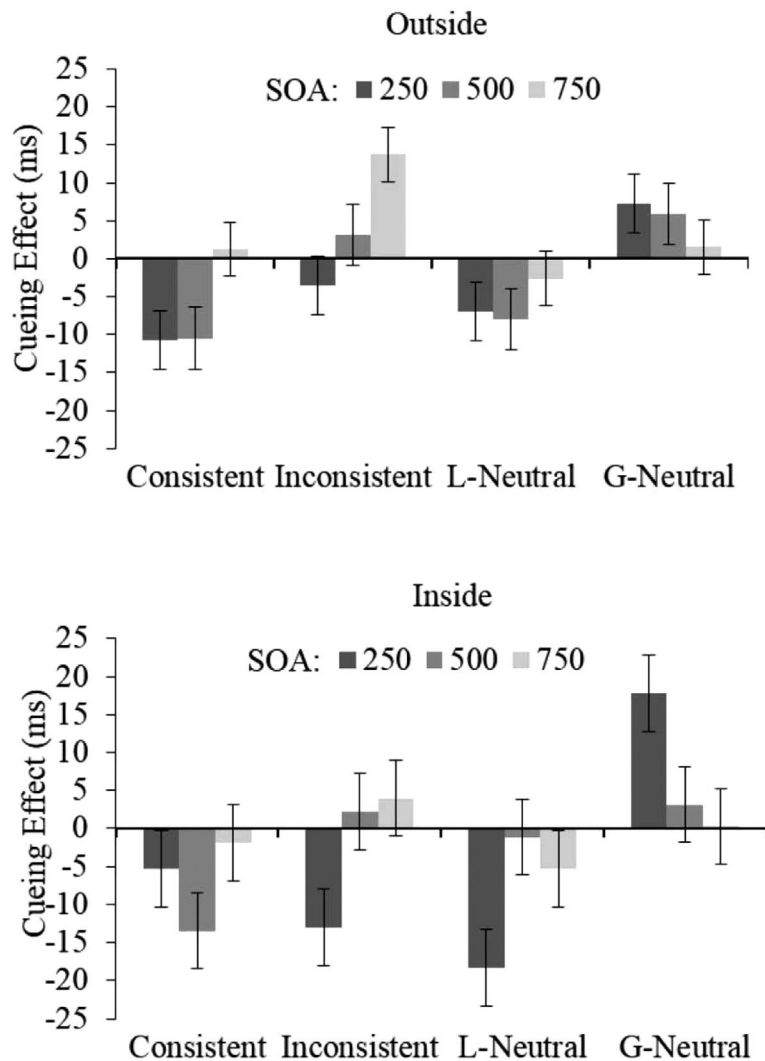 Outside
SOA: 250 500 750
Cueing Effect (ms)
25
20
15
10
5
0
-5
-10
-15
-20
-25
Consistent Inconsistent L-Neutral G-Neutral
Inside
SOA: 250 500 750
Cueing Effect (ms)
25
20
15
10
5
0
-5
-10
-15
-20
-25
Consistent Inconsistent L-Neutral G-Neutral